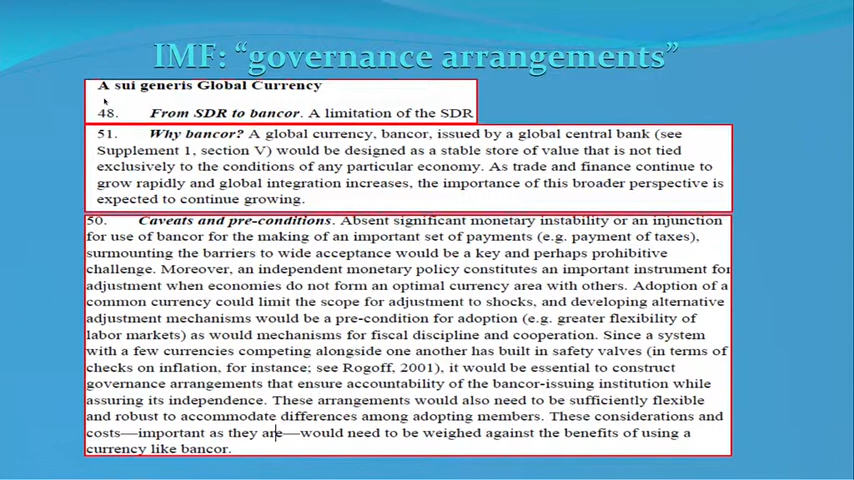 IMF: “governance arrangements”
A sui generis Global Currency
48. From SDR to bancor. A limitation of the SDR
51. Why bancor? A global currency, bancor, issued by a global central bank (see
Supplement 1, section V) would be designed as a stable store of value that is not tied
exclusively to the conditions of any particular economy. As trade and finance continue to
grow rapidly and global integration increases, the importance of this broader perspective is
expected to continue growing.
50. Caveats and pre-conditions. Absent significant monetary instability or an injunction
for use of bancor for the making of an important set of payments (e.g. payment of taxes),
surmounting the barriers to wide acceptance would be a key and perhaps prohibitive
challenge. Moreover, an independent monetary policy constitutes an important instrument for
adjustment when economies do not form an optimal currency area with others. Adoption of a
common currency could limit the scope for adjustment to shocks, and developing alternative
adjustment mechanisms would be a pre-condition for adoption (e.g. greater flexibility of
labor markets) as would mechanisms for fiscal discipline and cooperation. Since a system
with a few currencies competing alongside one another has built in safety valves (in terms of
checks on inflation, for instance; see Rogoff, 2001), it would be essential to construct
governance arrangements that ensure accountability of the bancor-issuing institution while
assuring its independence. These arrangements would also need to be sufficiently flexible
and robust to accommodate differences among adopting members. These considerations and
costs—important as they are—would need to be weighed against the benefits of using a
currency like bancor.